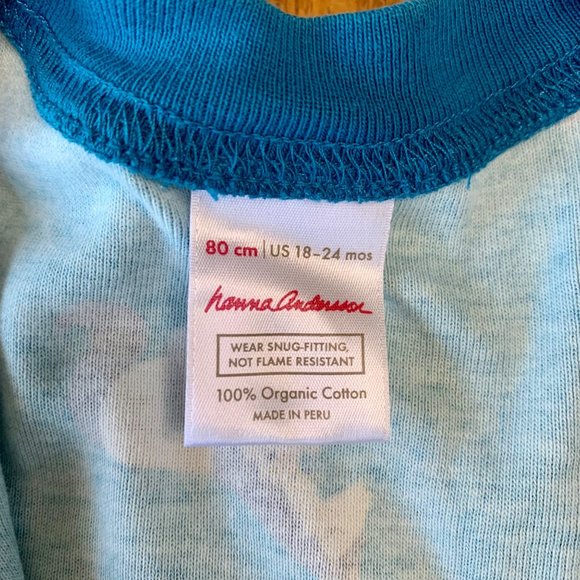 80 cm | US 18-24 mos
hanna Andersson
WEAR SNUG-FITTING,
NOT FLAME RESISTANT
100% Organic Cotton
MADE IN PERU